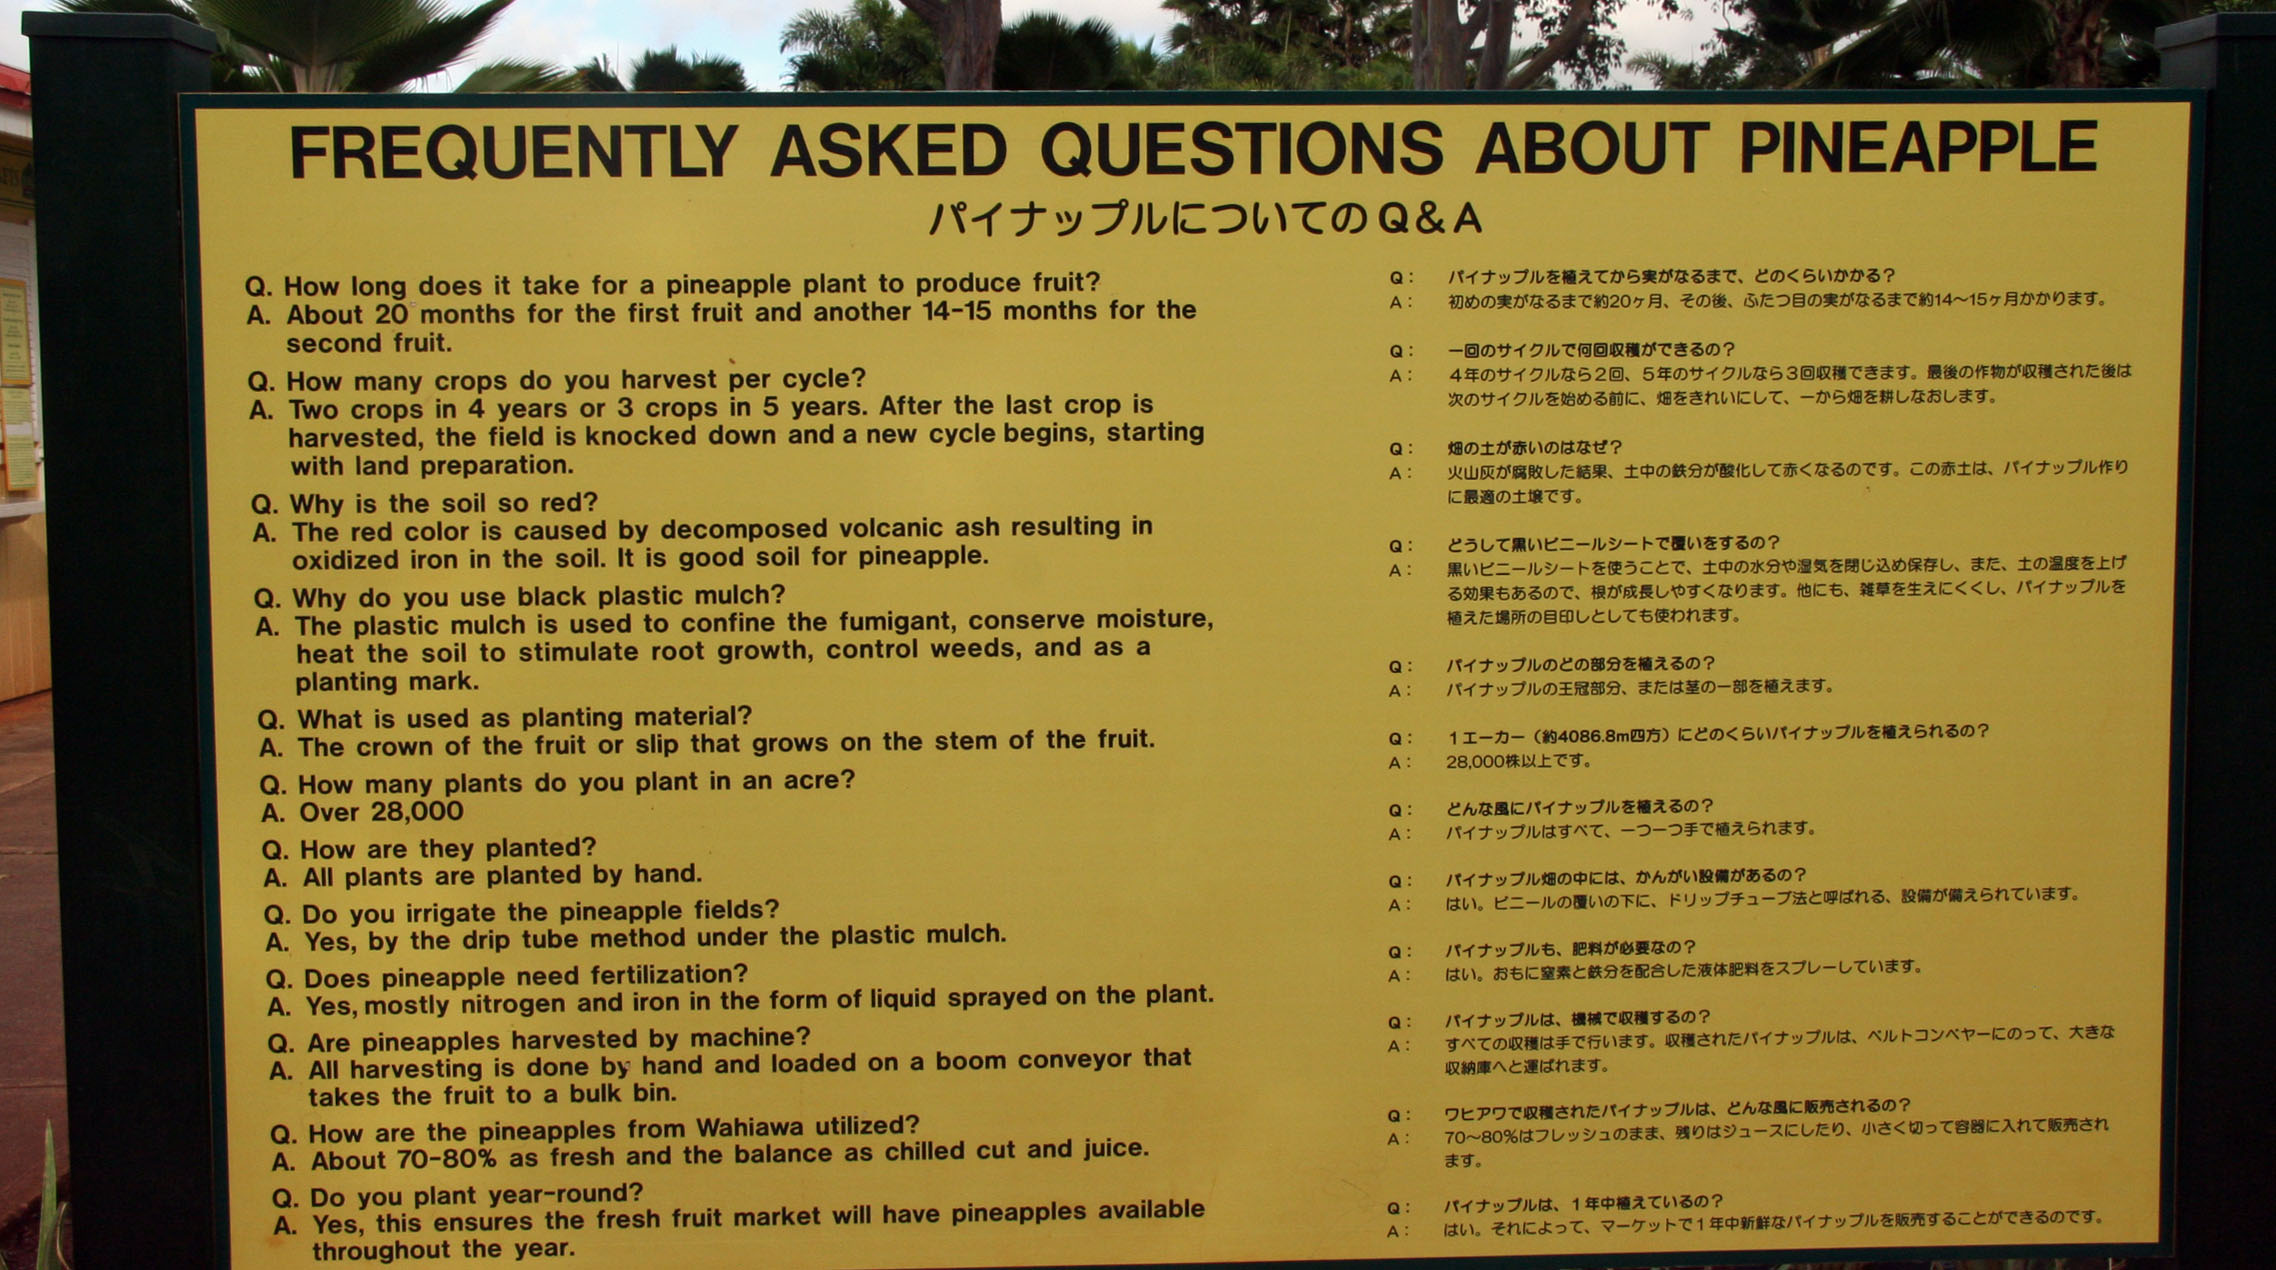 FREQUENTLY ASKED QUESTIONS ABOUT PINEAPPLE
パイナップルについてのQ&A
Q. How long does it take for a pineapple plant to produce fruit?
A. About 20 months for the first fruit and another 14-15 months for the
second fruit.
Q. How many crops do you harvest per cycle?
A. Two crops in 4 years or 3 crops in 5 years. After the last crop is
harvested, the field is knocked down and a new cycle begins, starting
with land preparation.
Q. Why is the soil so red?
A. The red color is caused by decomposed volcanic ash resulting in
oxidized iron in the soil. It is good soil for pineapple.
Q. Why do you use black plastic mulch?
A. The plastic mulch is used to confine the fumigant, conserve moisture,
heat the soil to stimulate root growth, control weeds, and as a
planting mark.
Q. What is used as planting material?
A. The crown of the fruit or slip that grows on the stem of the fruit.
Q. How many plants do you plant in an acre?
A. Over 28,000
Q. How are they planted?
A. All plants are planted by hand.
Q. Do you irrigate the pineapple fields?
A. Yes, by the drip tube method under the plastic mulch.
Q. Does pineapple need fertilization?
A. Yes, mostly nitrogen and iron in the form of liquid sprayed on the plant.
Q. Are pineapples harvested by machine?
A. All harvesting is done by hand and loaded on a boom conveyor that
takes the fruit to a bulk bin.
Q. How are the pineapples from Wahiawa utilized?
A. About 70-80% as fresh and the balance as chilled cut and juice.
Q. Do you plant year-round?
A. Yes, this ensures the fresh fruit market will have pineapples available
throughout the year.
Q： パイナップルを植えてから実がなるまで、どのくらいかかる？
A： 初めの実がなるまで約20ヶ月、その後、ふたつ目の実がなるまで約14～15ヶ月かかります。
Q： 一回のサイクルで何回収穫ができるの？
A： 4年のサイクルなら2回、5年のサイクルなら3回収穫できます。最後の作物が収穫された後は
次のサイクルを始める前に、畑をきれいにして、一から畑を耕しなおします。
Q： 畑の土が赤いのはなぜ？
A： 火山灰が腐敗した結果、土中の鉄分が酸化して赤くなるのです。この赤土は、パイナップル作り
に最適の土壌です。
Q： どうして黒いビニールシートで覆いをするの？
A： 黒いビニールシートを使うことで、土中の水分や湿気を閉じ込め保存し、また、土の温度を上げ
る効果もあるので、根が成長しやすくなります。他にも、雑草を生えにくくし、パイナップルを
植えた場所の目印しとしても使われます。
Q： パイナップルのどの部分を植えるの？
A： パイナップルの王冠部分、または茎の一部を植えます。
Q： 1エーカー（約4086.8m四方）にどのくらいパイナップルを植えられるの？
A： 28,000株以上です。
Q： どんな風にパイナップルを植えるの？
A： パイナップルはすべて、一つ一つ手で植えられます。
Q： パイナップル畑の中には、かんがい設備があるの？
A： はい。ビニールの覆いの下に、ドリップチューブ法と呼ばれる、設備が備えられています。
Q： パイナップルも、肥料が必要なの？
A： はい。おもに窒素と鉄分を配合した液体肥料をスプレーしています。
Q： パイナップルは、機械で収穫するの？
A： すべての収穫は手で行います。収穫されたパイナップルは、ベルトコンベヤーにのって、大きな
収納庫へと運ばれます。
Q： ワヒアワで収穫されたパイナップルは、どんな風に販売されるの？
A： 70～80％はフレッシュのまま、残りはジュースにしたり、小さく切って容器に入れて販売され
ます。
Q： パイナップルは、1年中植えているの？
A： はい。それによって、マーケットで1年中新鮮なパイナップルを販売することができるのです。